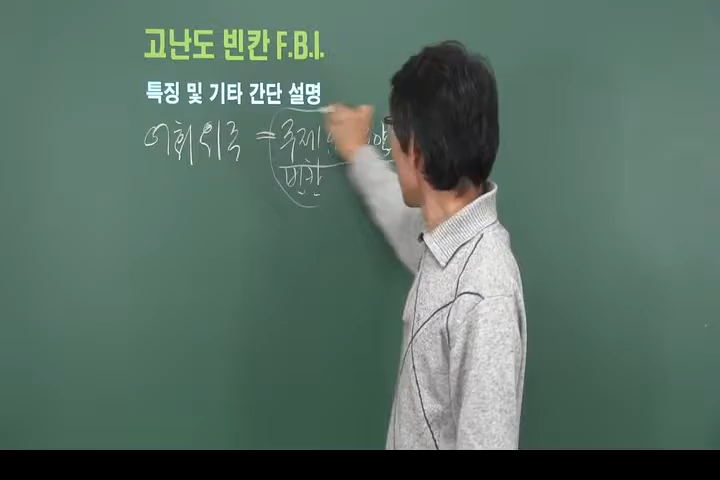 고난도 빈칸 F.B.I.
특징 및 기타 간단 설명
어휘위주 = 주제
빈칸